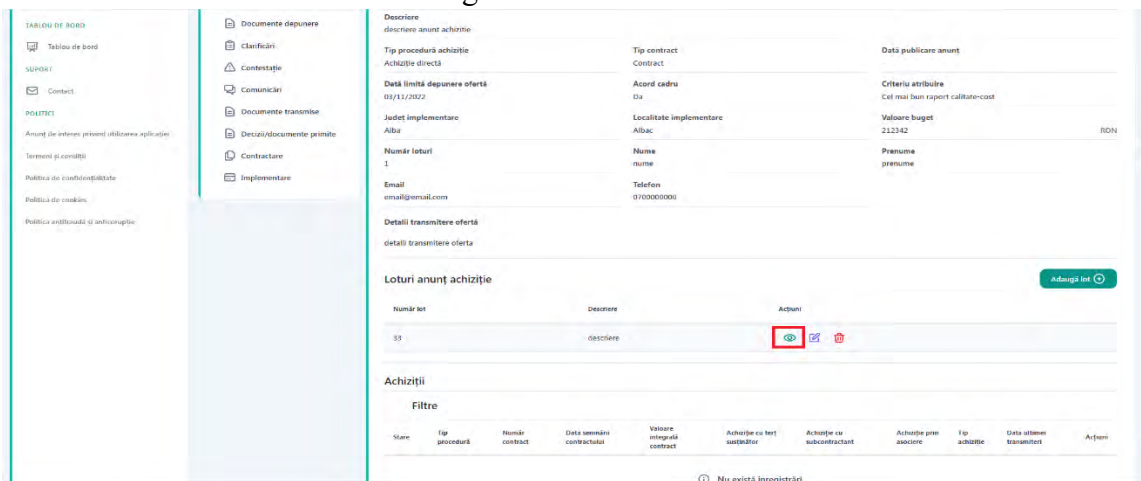 TABLOU DE BORD
Tablou de bord
SUPORT
Contact
POLITICI
Anunț de interes privind utilizarea aplicației
Termeni și condiții
Politica de confidențialitate
Politica de cookies
Politica antifraudă și anticorupție
Documente depunere
Clarificări
Contestație
Comunicări
Documente transmise
Decizii/documente primite
Contractare
Implementare
Descriere
descriere anunt achizitie
Tip procedură achiziție
Tip contract
Dată publicare anunț
Achiziție directă
Contract
-
Dată limită depunere ofertă
Acord cadru
Criteriu atribuire
03/11/2022
Da
Cel mai bun raport calitate-cost
Județ implementare
Localitate implementare
Valoare buget
Alba
Albac
212342 RON
Număr loturi
Nume
Prenume
1
nume
prenume
Email
Telefon
email@email.com
0700000000
Detalii transmitere ofertă
detalii transmitere oferta
Loturi anunț achiziție
Adaugă lot
Număr lot Descriere Acțiuni
33 descriere
Achiziții
Filtre
Stare Tip procedură Număr contract Data semnării contractului Valoare integrală contract Achiziție cu terț susținător Achiziție cu subcontractant Achiziție prin asociere Tip achiziție Data ultimei transmiteri Acțiuni
Nu există înregistrări